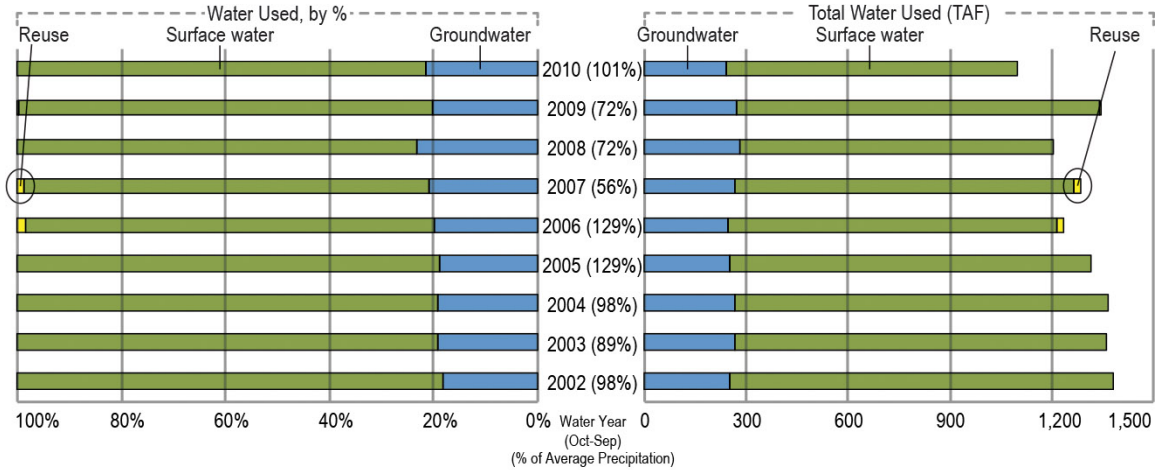 Water Used, by %
Total Water Used (TAF)
Reuse
Surface water
Groundwater
Groundwater
Surface water
Reuse
2010 (101%)
2009 (72%)
2008 (72%)
2007 (56%)
2006 (129%)
2005 (129%)
2004 (98%)
2003 (89%)
2002 (98%)
100% 80% 60% 40% 20% 0%
Water Year
(Oct-Sep)
(% of Average Precipitation)
0 300 600 900 1,200 1,500